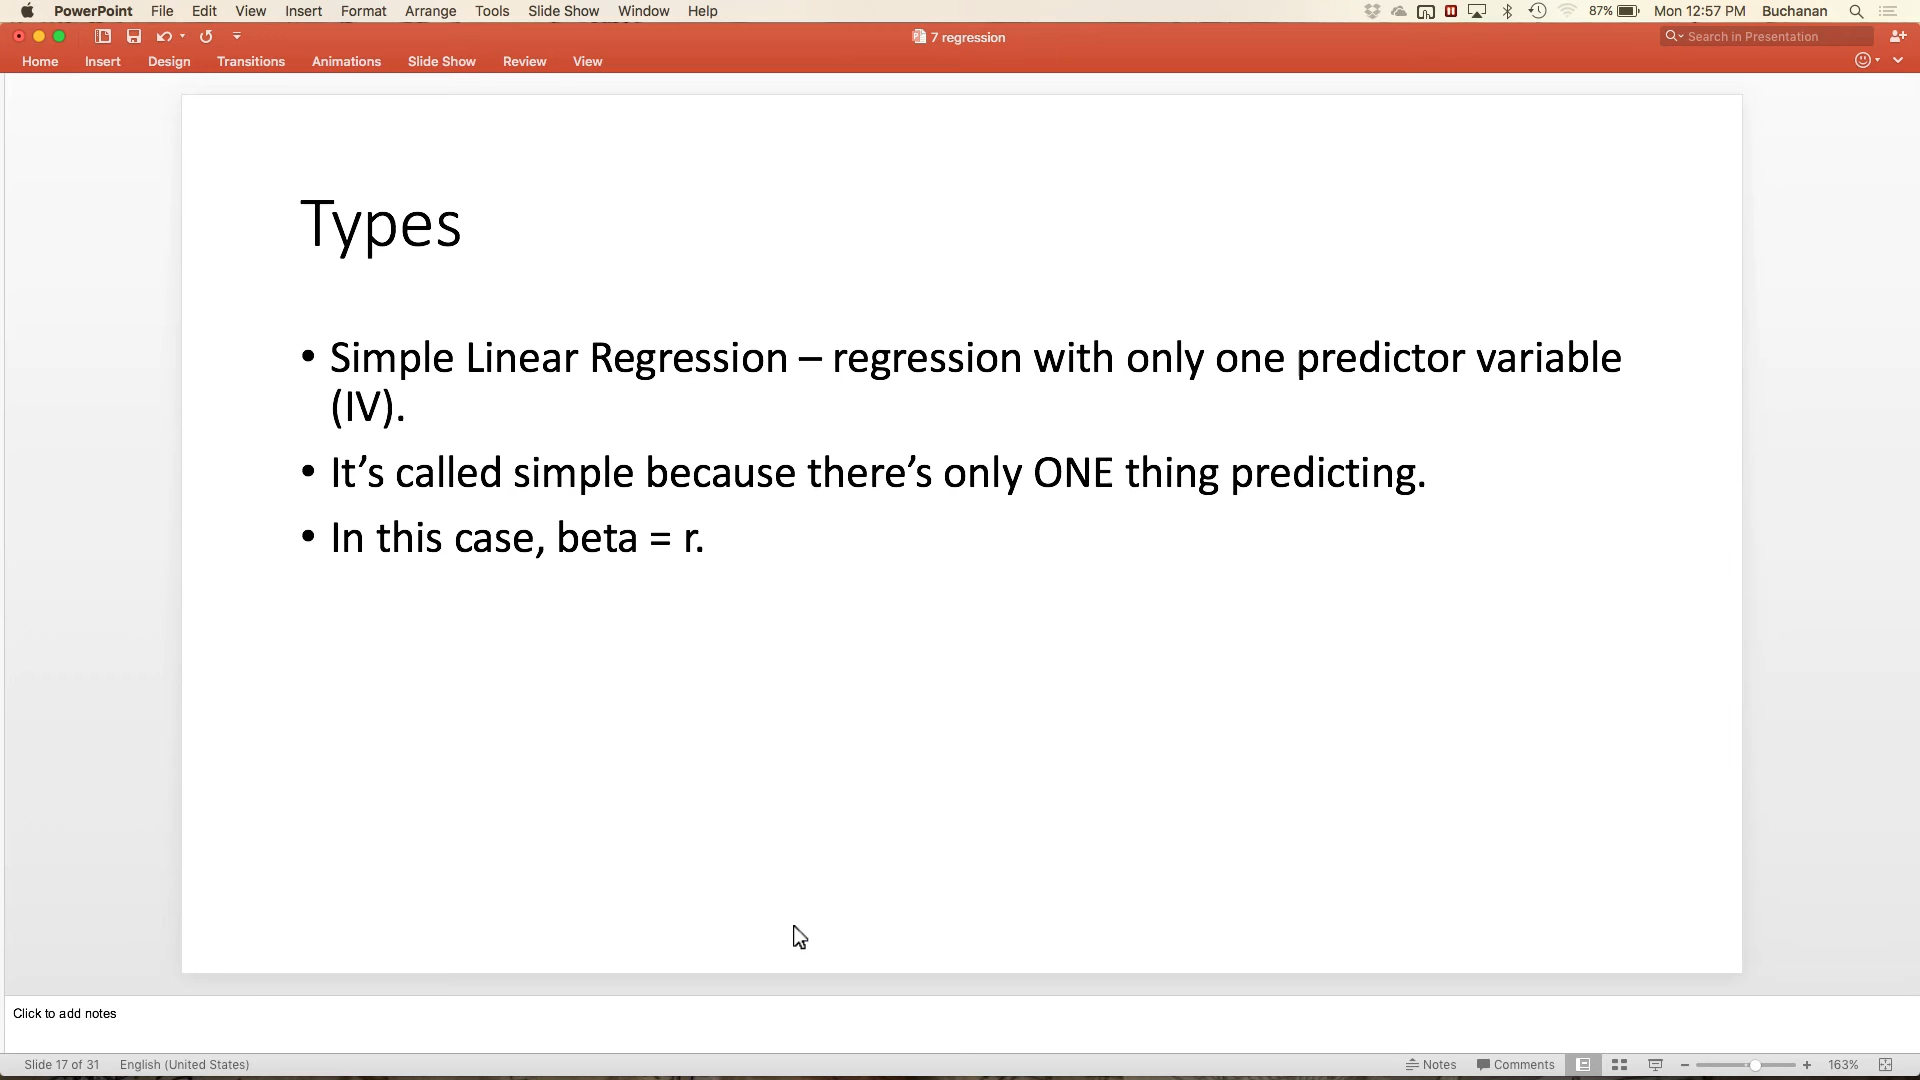 PowerPoint File Edit View Insert Format Arrange Tools Slide Show Window Help 87% Mon 12:57 PM Buchanan
7 regression Search in Presentation
Home Insert Design Transitions Animations Slide Show Review View
Types
• Simple Linear Regression – regression with only one predictor variable
(IV).
• It’s called simple because there’s only ONE thing predicting.
• In this case, beta = r.
Click to add notes
Slide 17 of 31 English (United States) Notes Comments 163%